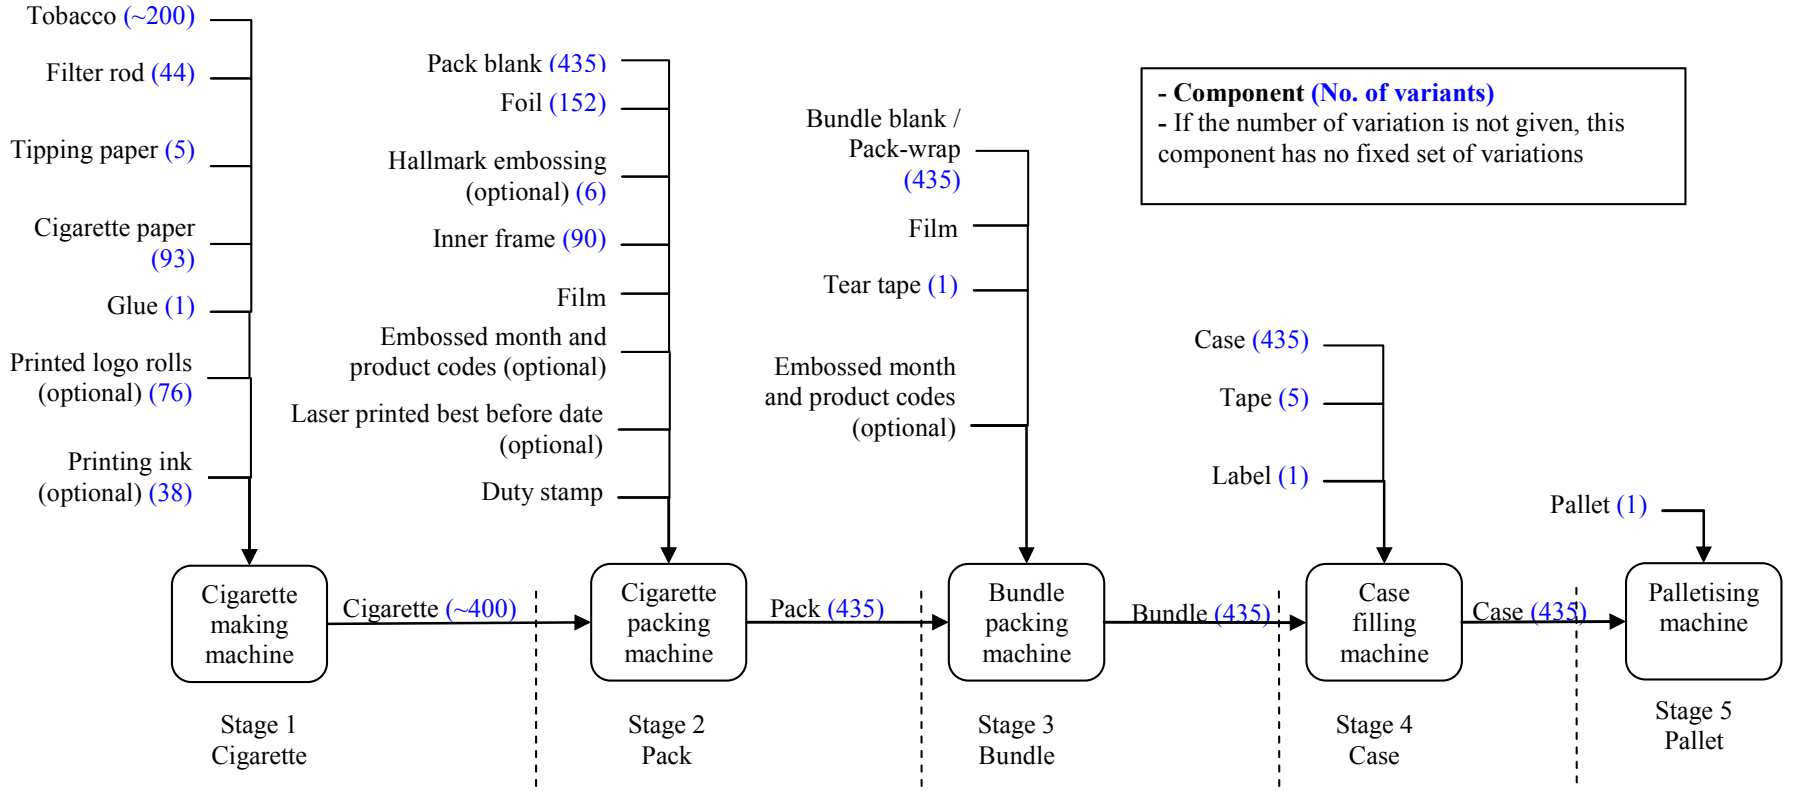 Tobacco (~200)
Filter rod (44)
Tipping paper (5)
Cigarette paper
(93)
Glue (1)
Printed logo rolls
(optional) (76)
Printing ink
(optional) (38)
Pack blank (435)
Foil (152)
Hallmark embossing
(optional) (6)
Inner frame (90)
Film
Embossed month and
product codes (optional)
Laser printed best before date
(optional)
Duty stamp
Bundle blank /
Pack-wrap
(435)
Film
Tear tape (1)
Embossed month
and product codes
(optional)
- Component (No. of variants)
- If the number of variation is not given, this
component has no fixed set of variations
Case (435)
Tape (5)
Label (1)
Pallet (1)
Cigarette
making
machine
Cigarette (~400)
Cigarette
packing
machine
Pack (435)
Bundle
packing
machine
Bundle (435)
Case
filling
machine
Case (435)
Palletising
machine
Stage 1
Cigarette
Stage 2
Pack
Stage 3
Bundle
Stage 4
Case
Stage 5
Pallet